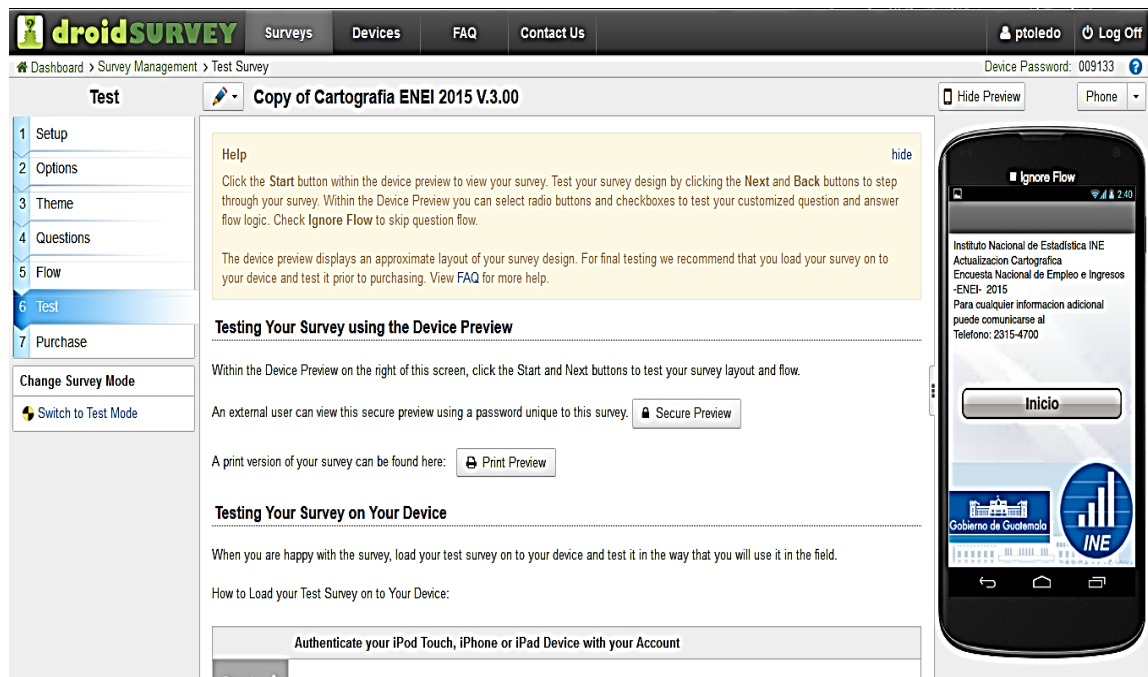 droidSURVEY
Surveys
Devices
FAQ
Contact Us
ptoledo
Log Off
Dashboard > Survey Management > Test Survey
Device Password: 009133
Test
Copy of Cartografia ENEI 2015 V.3.00
Hide Preview
Phone
1 Setup
2 Options
3 Theme
4 Questions
5 Flow
6 Test
7 Purchase
Change Survey Mode
Switch to Test Mode
Help
hide
Click the Start button within the device preview to view your survey. Test your survey design by clicking the Next and Back buttons to step
through your survey. Within the Device Preview you can select radio buttons and checkboxes to test your customized question and answer
flow logic. Check Ignore Flow to skip question flow.
The device preview displays an approximate layout of your survey design. For final testing we recommend that you load your survey on to
your device and test it prior to purchasing. View FAQ for more help.
Testing Your Survey using the Device Preview
Within the Device Preview on the right of this screen, click the Start and Next buttons to test your survey layout and flow.
An external user can view this secure preview using a password unique to this survey.
Secure Preview
A print version of your survey can be found here:
Print Preview
Testing Your Survey on Your Device
When you are happy with the survey, load your test survey on to your device and test it in the way that you will use it in the field.
How to Load your Test Survey on to Your Device:
Authenticate your iPod Touch, iPhone or iPad Device with your Account
Ignore Flow
2:40
Instituto Nacional de Estadística INE
Actualizacion Cartografica
Encuesta Nacional de Empleo e Ingresos
-ENEI- 2015
Para cualquier informacion adicional
puede comunicarse al
Telefono: 2315-4700
Inicio
Gobierno de Guatemala
INE